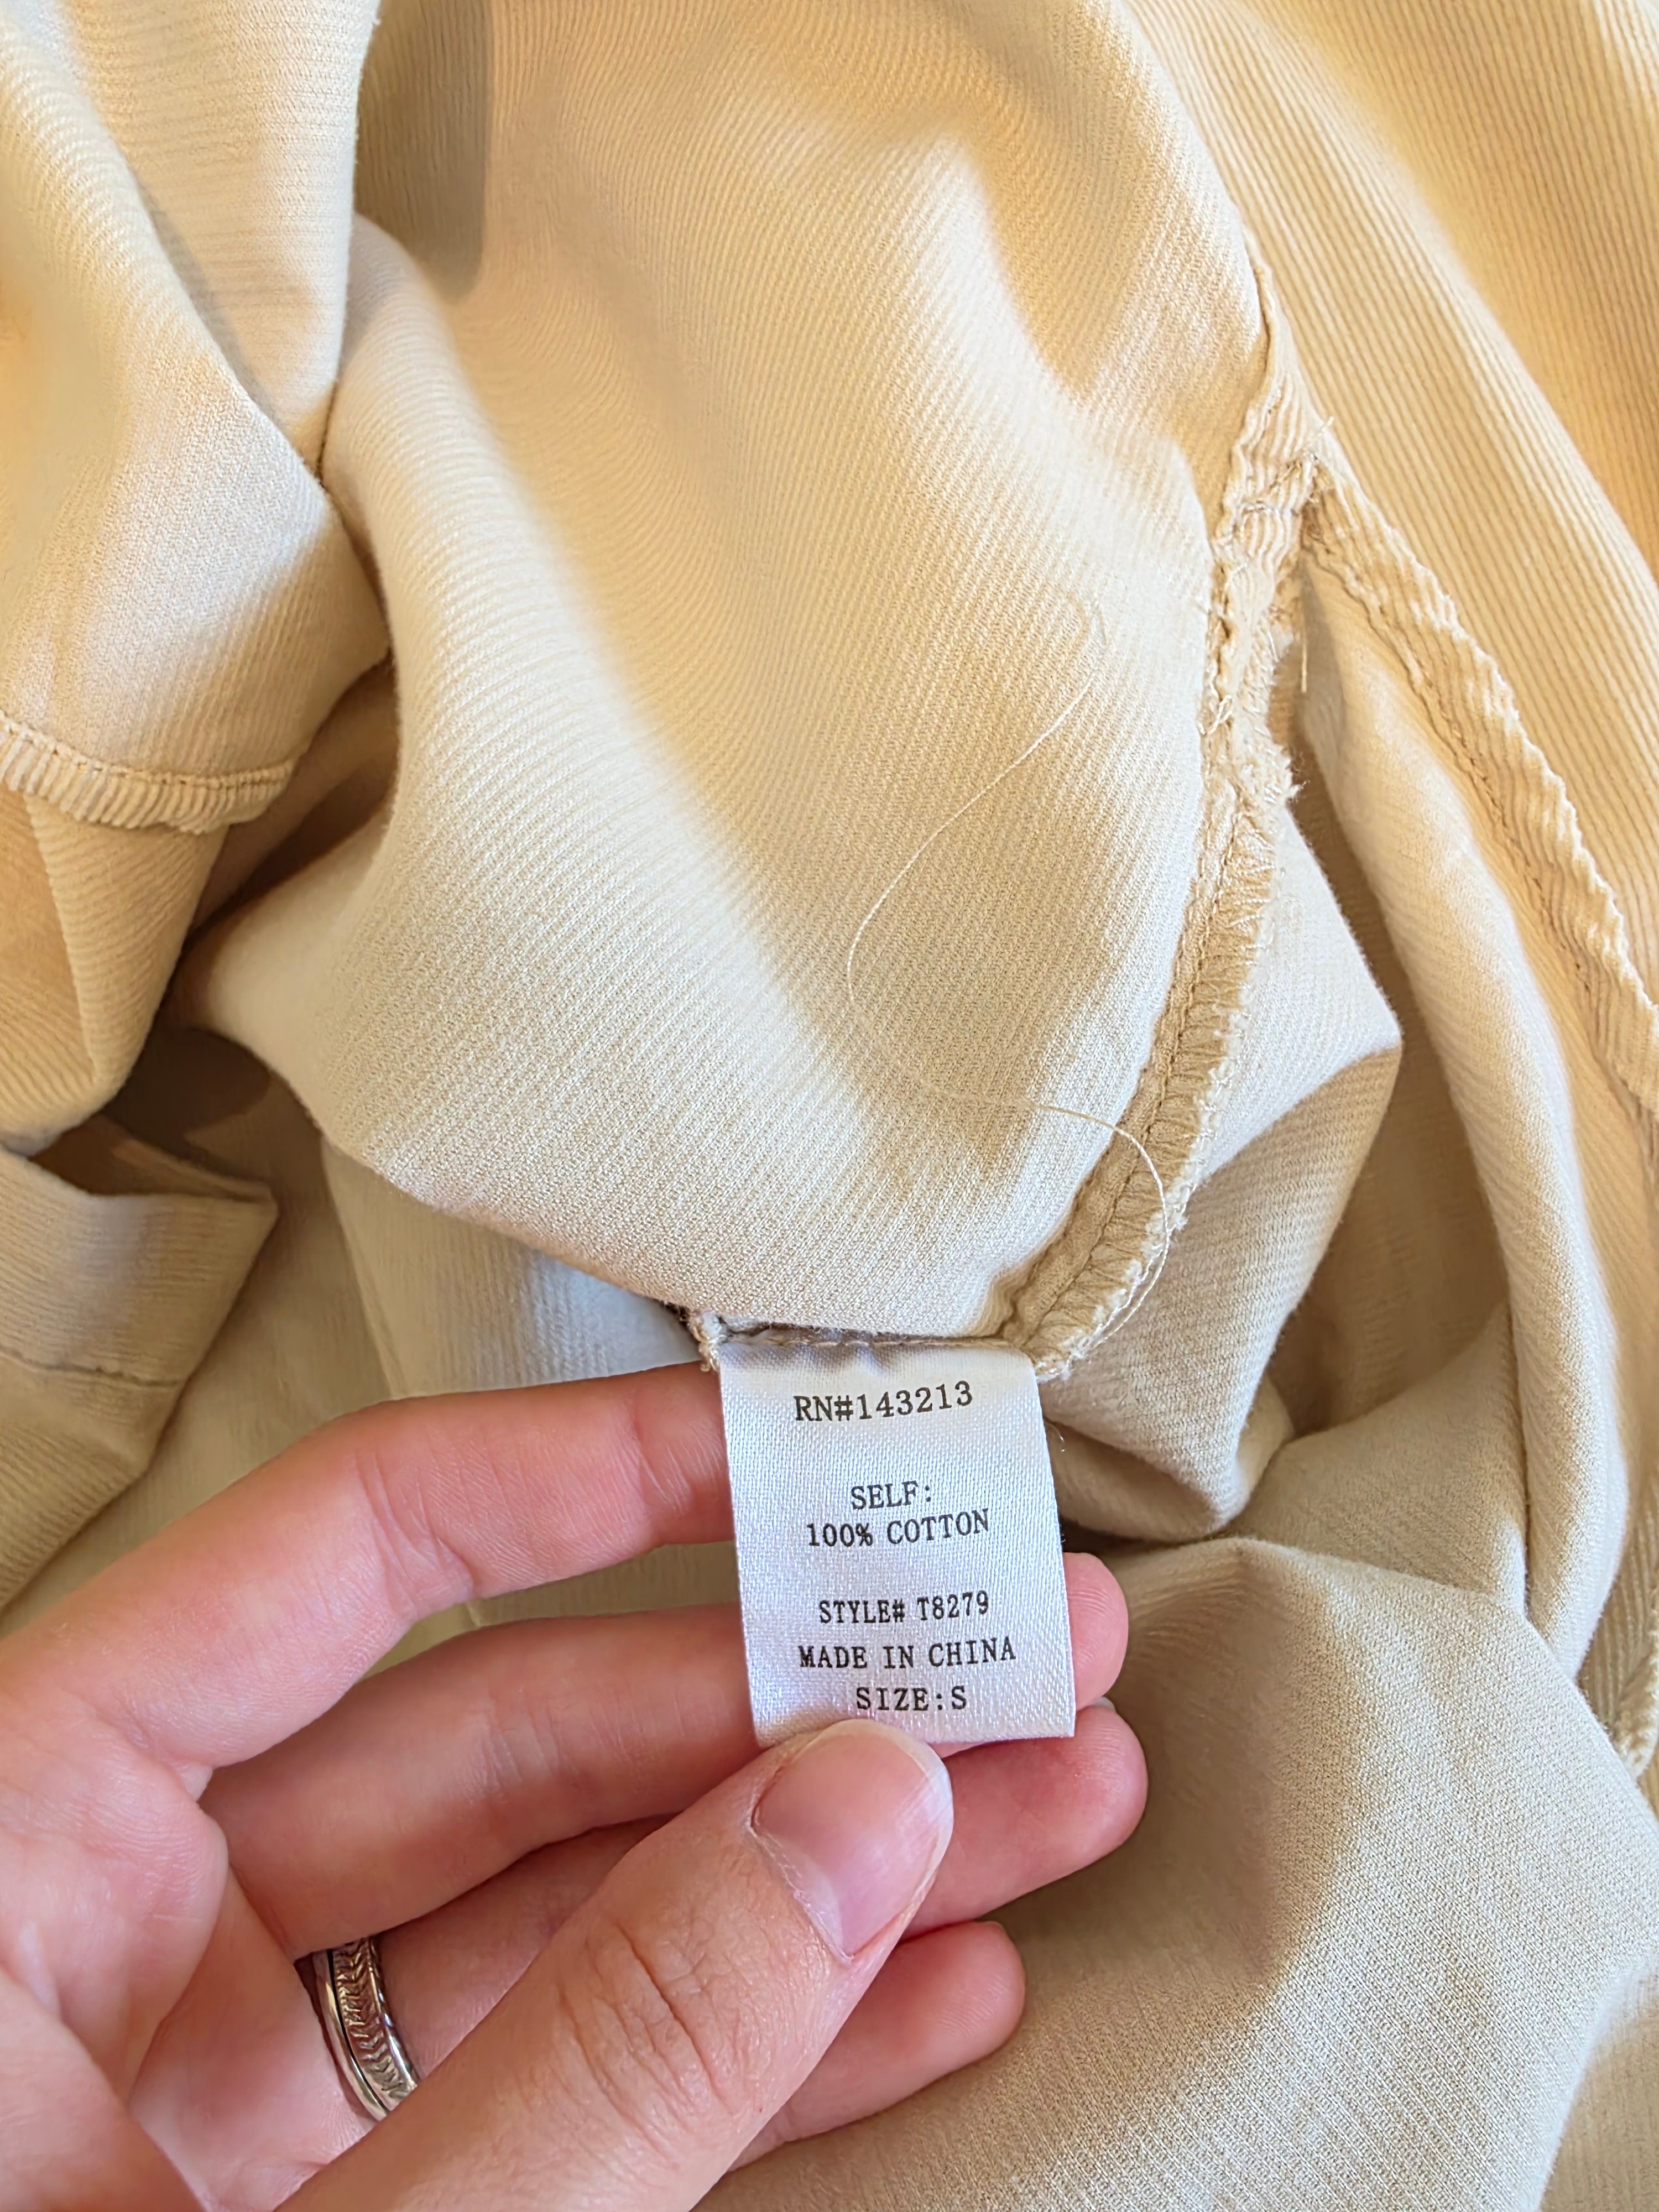 RN#143213
SELF:
100% COTTON
STYLE# T8279
MADE IN CHINA
SIZE:S